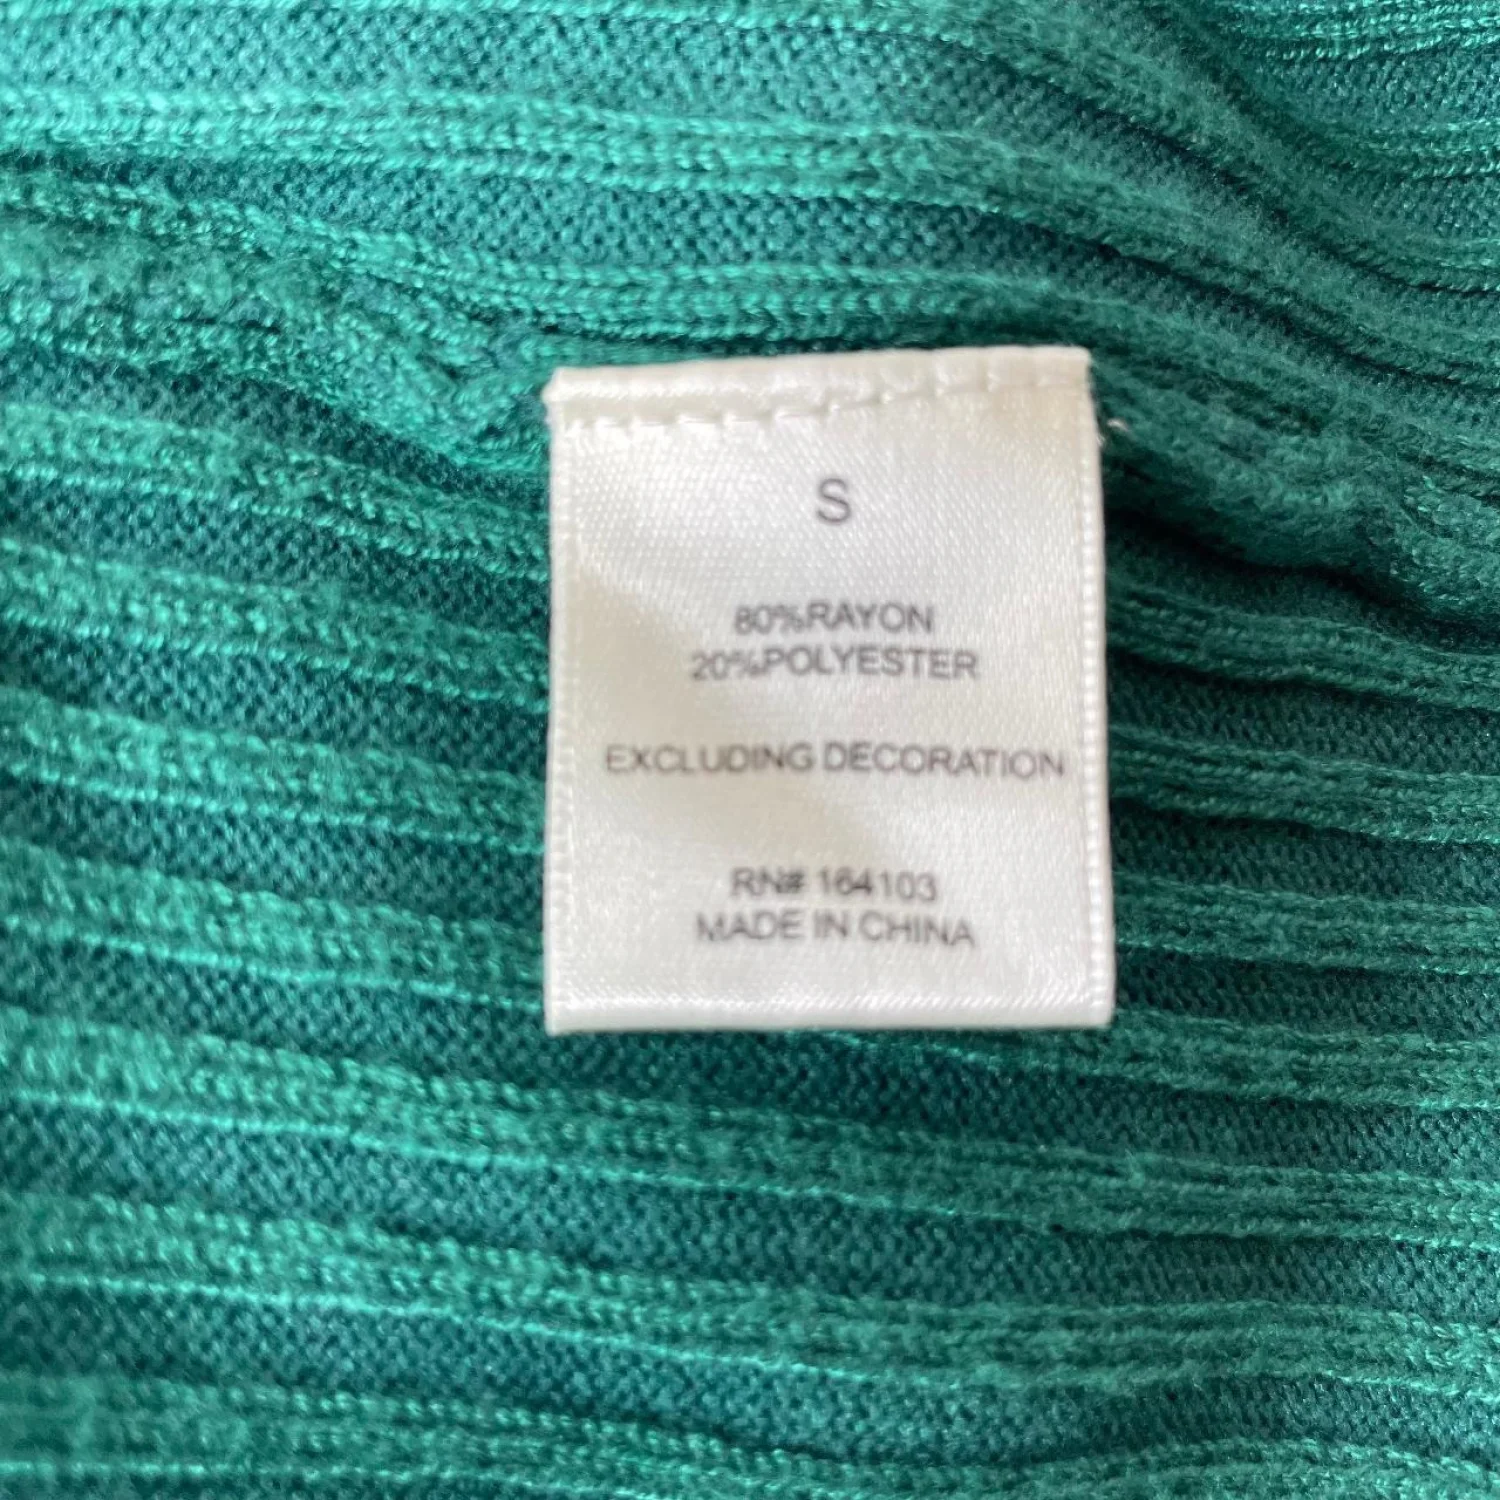 S
80%RAYON
20%POLYESTER
EXCLUDING DECORATION
RN# 164103
MADE IN CHINA